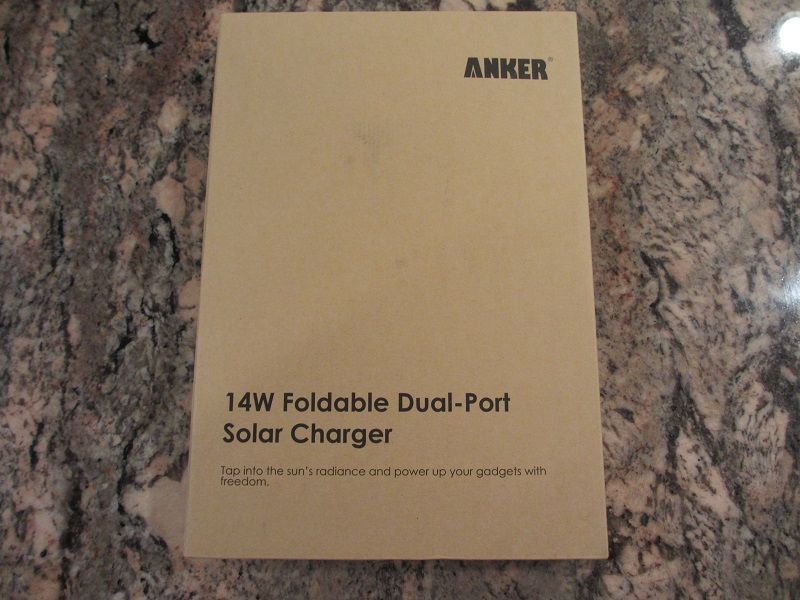 ANKER®
14W Foldable Dual-Port
Solar Charger
Tap into the sun's radiance and power up your gadgets with
freedom.